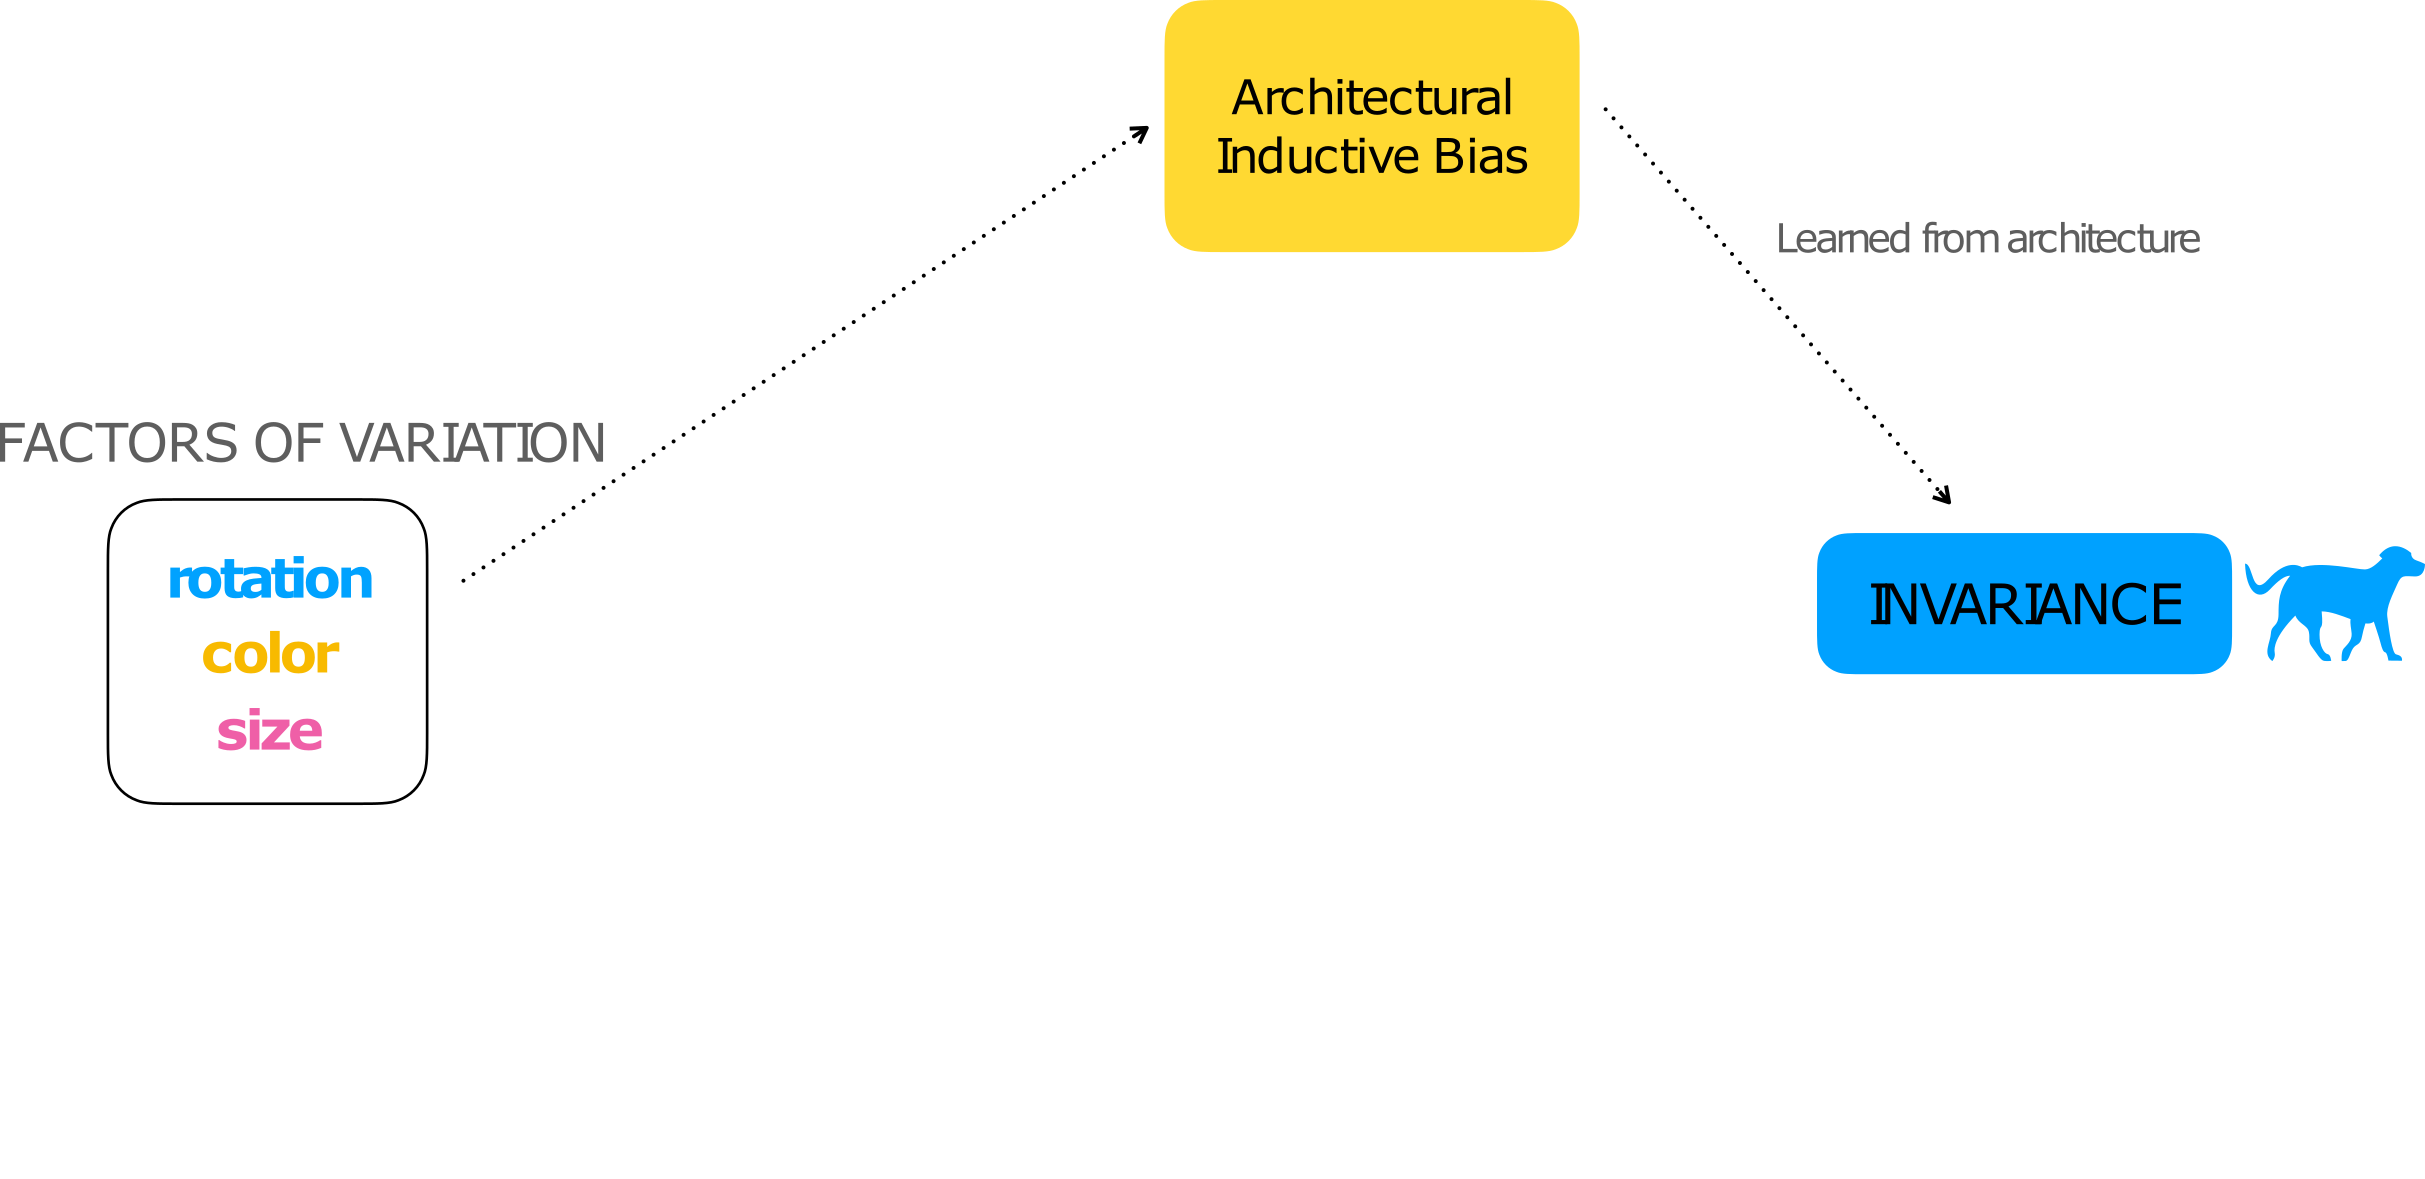 Architectural
Inductive Bias
Learned from architecture
FACTORS OF VARIATION
rotation
color
size
INVARIANCE